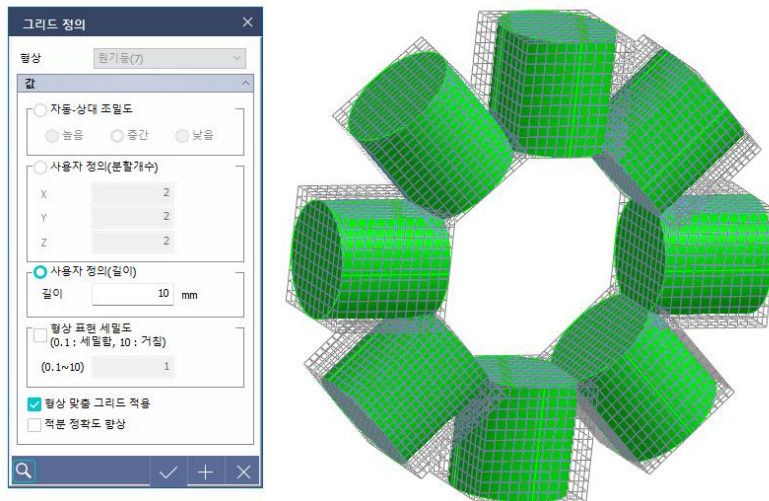 그리드 정의
형상 원기둥(7)
값
자동-상대 조밀도
높음 중간 낮음
사용자 정의(분할개수)
X 2
Y 2
Z 2
사용자 정의(길이)
길이 10 mm
형상 표현 세밀도
(0.1 : 세밀함, 10 : 거침)
(0.1~10) 1
형상 맞춤 그리드 적용
적분 정확도 향상